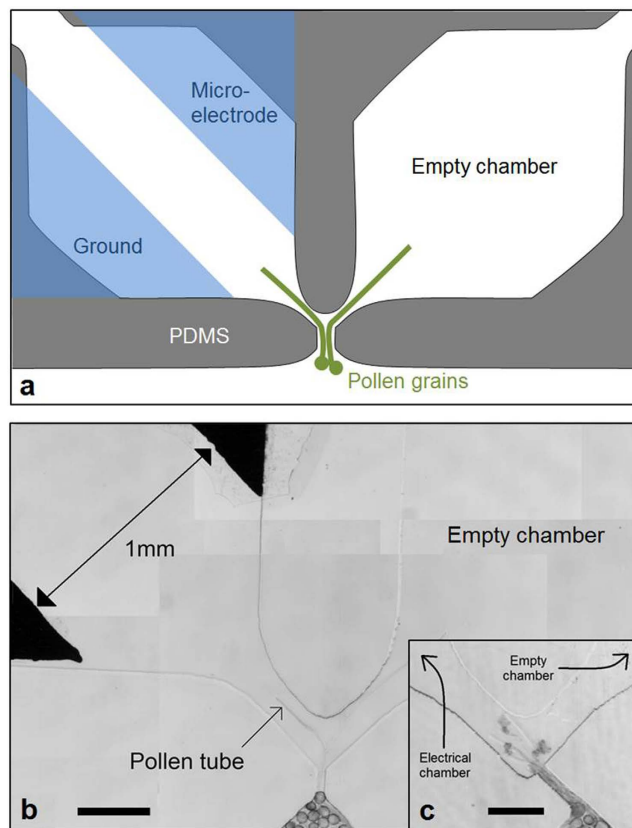 Micro-
electrode
Empty chamber
Ground
PDMS
Pollen grains
a
1mm
Empty chamber
Pollen tube
b
Empty
chamber
Electrical
chamber
c